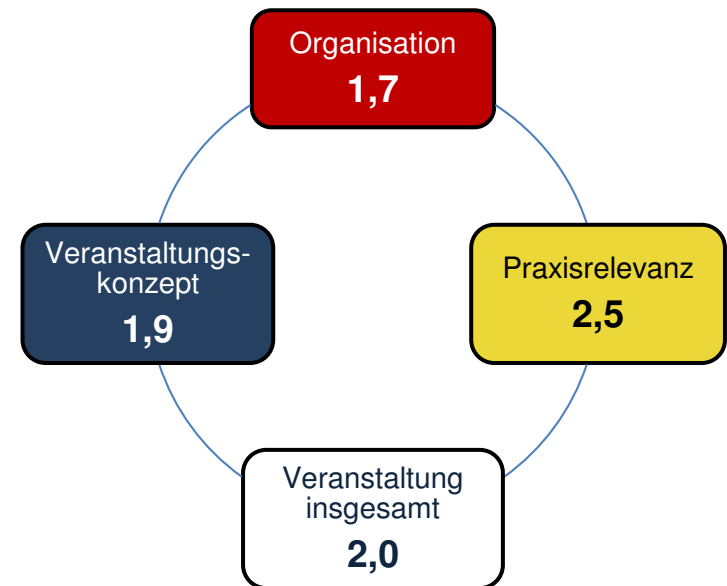 Organisation
1,7
Veranstaltungs-
konzept
1,9
Praxisrelevanz
2,5
Veranstaltung
insgesamt
2,0